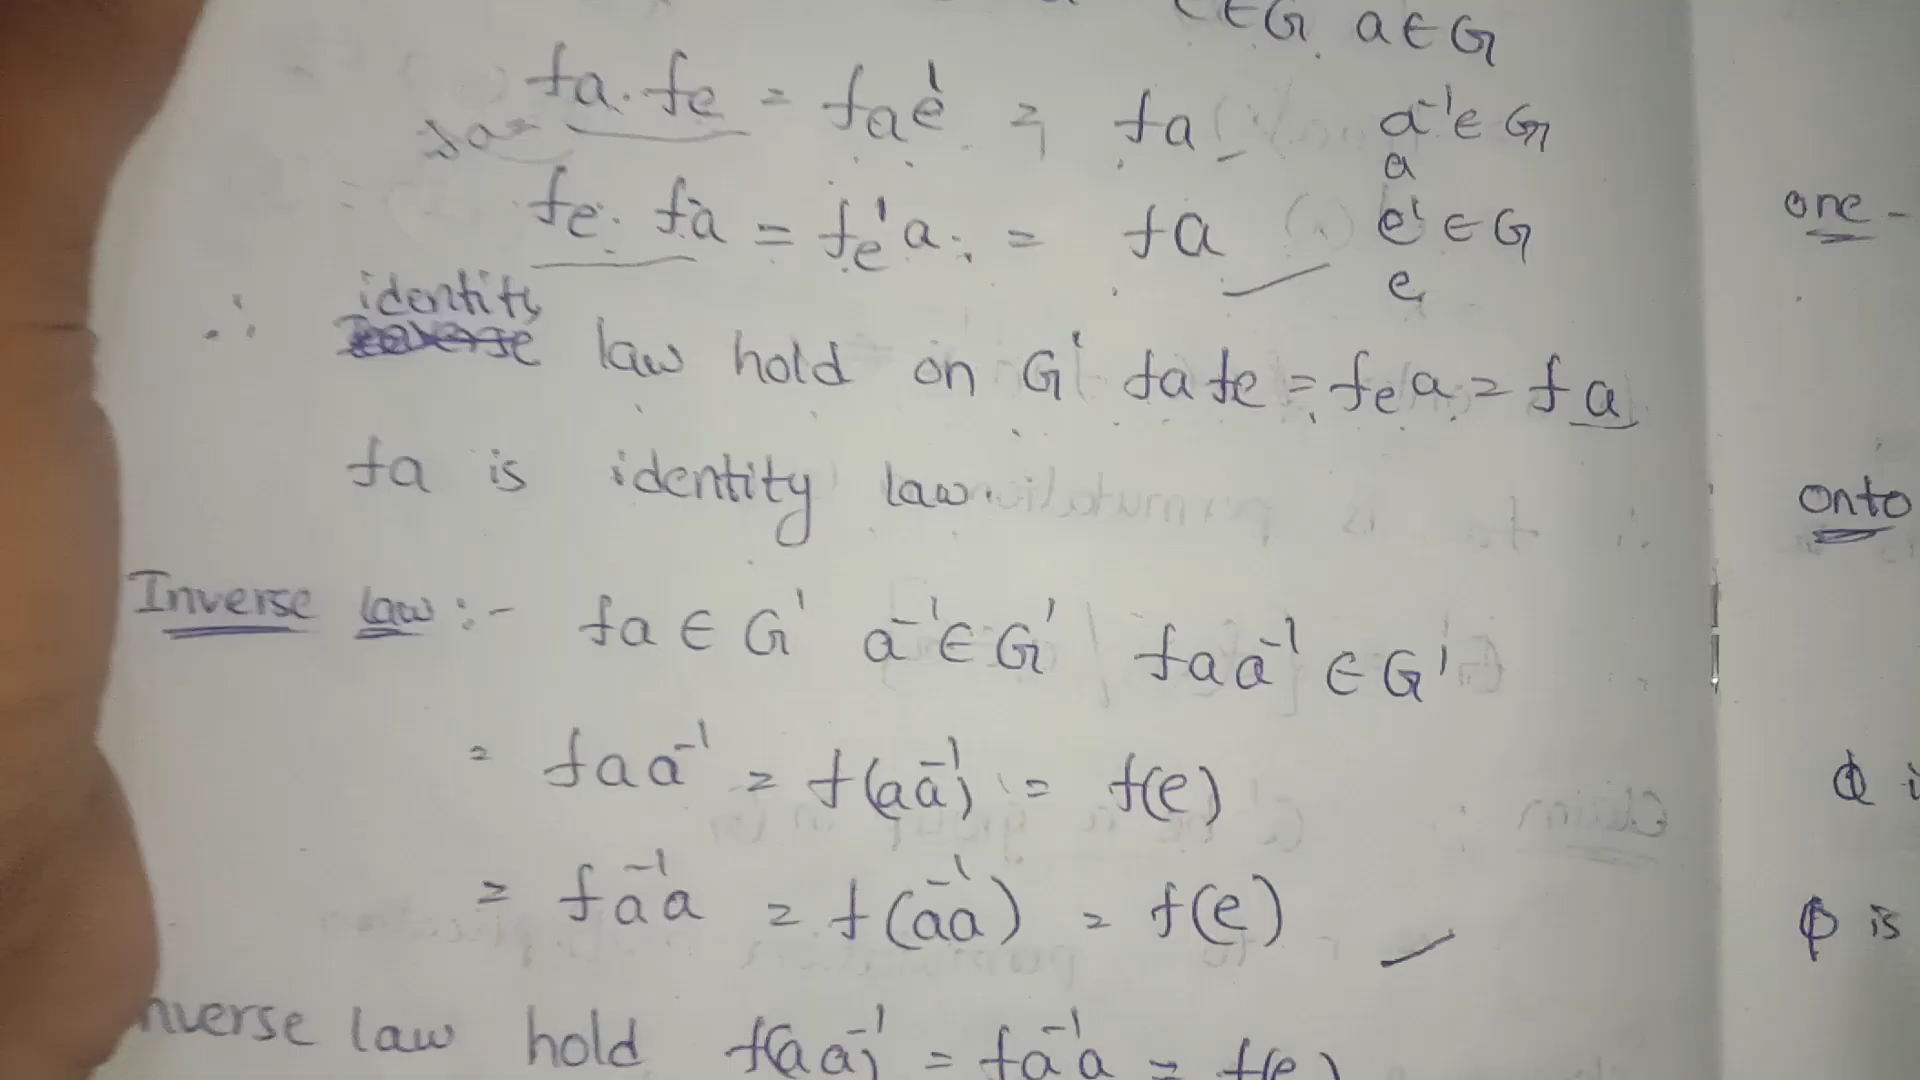 e ∈ G a ∈ G
fa . fe = fae' = fa
a⁻¹ ∈ G
a
fe . fa = fe'a . = fa
e' ∈ G
e
∴ identity law hold on G' fa fe = fe a = fa
fa is identity law.
Inverse law :- fa ∈ G' a⁻¹ ∈ G' faa⁻¹ ∈ G'
= faa⁻¹ = f(aa⁻¹) = f(e)
= fa⁻¹a = f(a⁻¹a) = f(e)
nverse law hold f(aa⁻¹) = fa⁻¹a = f(e)
one -
onto
ϕ i
ϕ is